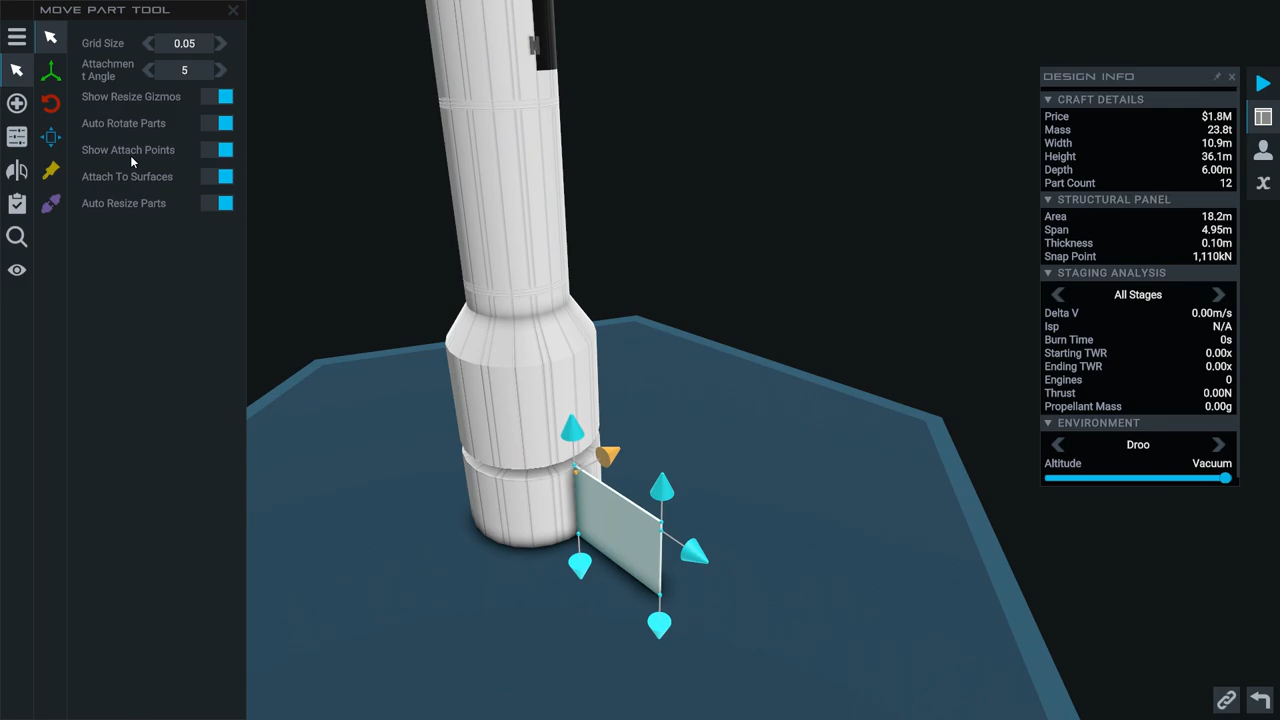 MOVE PART TOOL
Grid Size 0.05
Attachmen
t Angle 5
Show Resize Gizmos
Auto Rotate Parts
Show Attach Points
Attach To Surfaces
Auto Resize Parts
DESIGN INFO
CRAFT DETAILS
Price $1.8M
Mass 23.8t
Width 10.9m
Height 36.1m
Depth 6.00m
Part Count 12
STRUCTURAL PANEL
Area 18.2m
Span 4.95m
Thickness 0.10m
Snap Point 1,110kN
STAGING ANALYSIS
All Stages
Delta V 0.00m/s
Isp N/A
Burn Time 0s
Starting TWR 0.00x
Ending TWR 0.00x
Engines 0
Thrust 0.00N
Propellant Mass 0.00g
ENVIRONMENT
Droo
Altitude Vacuum